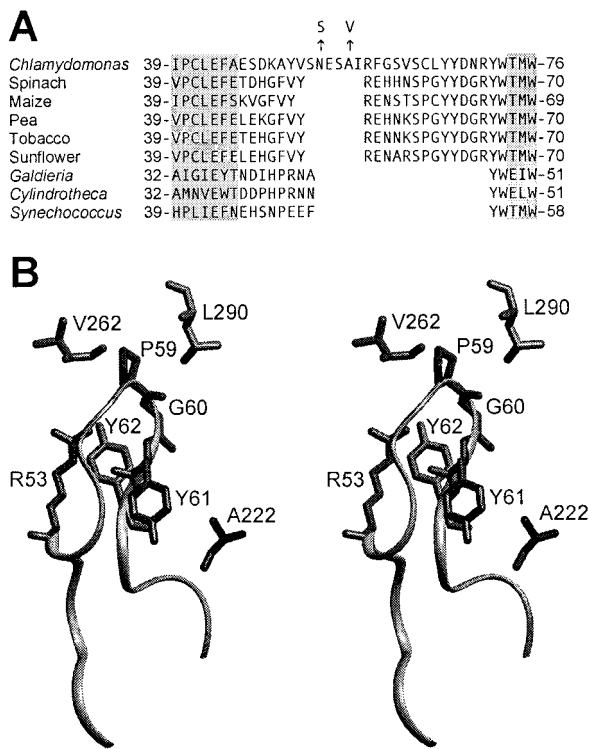 A
S V
↑ ↑
Chlamydomonas 39-IPCLEFAESDKAYVSNESAIRFGSVSCLYYDNRYWTMW-76
Spinach 39-VPCLEFETDHGFVY REHHNSPGYYDGRYWTMW-70
Maize 39-IPCLEFSKVGFVY RENSTSPCYYDGRYWTMW-69
Pea 39-VPCLEFELEKGFVY REHNKSPGYYDGRYWTMW-70
Tobacco 39-VPCLEFETEHGFVY REHNKSPGYYDGRYWTMW-70
Sunflower 39-VPCLEFELEHGFVY RENARSPGYYDGRYWTMW-70
Galdieria 32-AIGIEYTNDIHPRNA YWEIW-51
Cylindrotheca 32-AMNVEWTDDPHPRNN YWELW-51
Synechococcus 39-HPLIEFNEHSNPEEF YWTMW-58
B
V262 L290 V262 L290
P59 P59
G60 G60
Y62 Y62
R53 R53
Y61 Y61
A222 A222